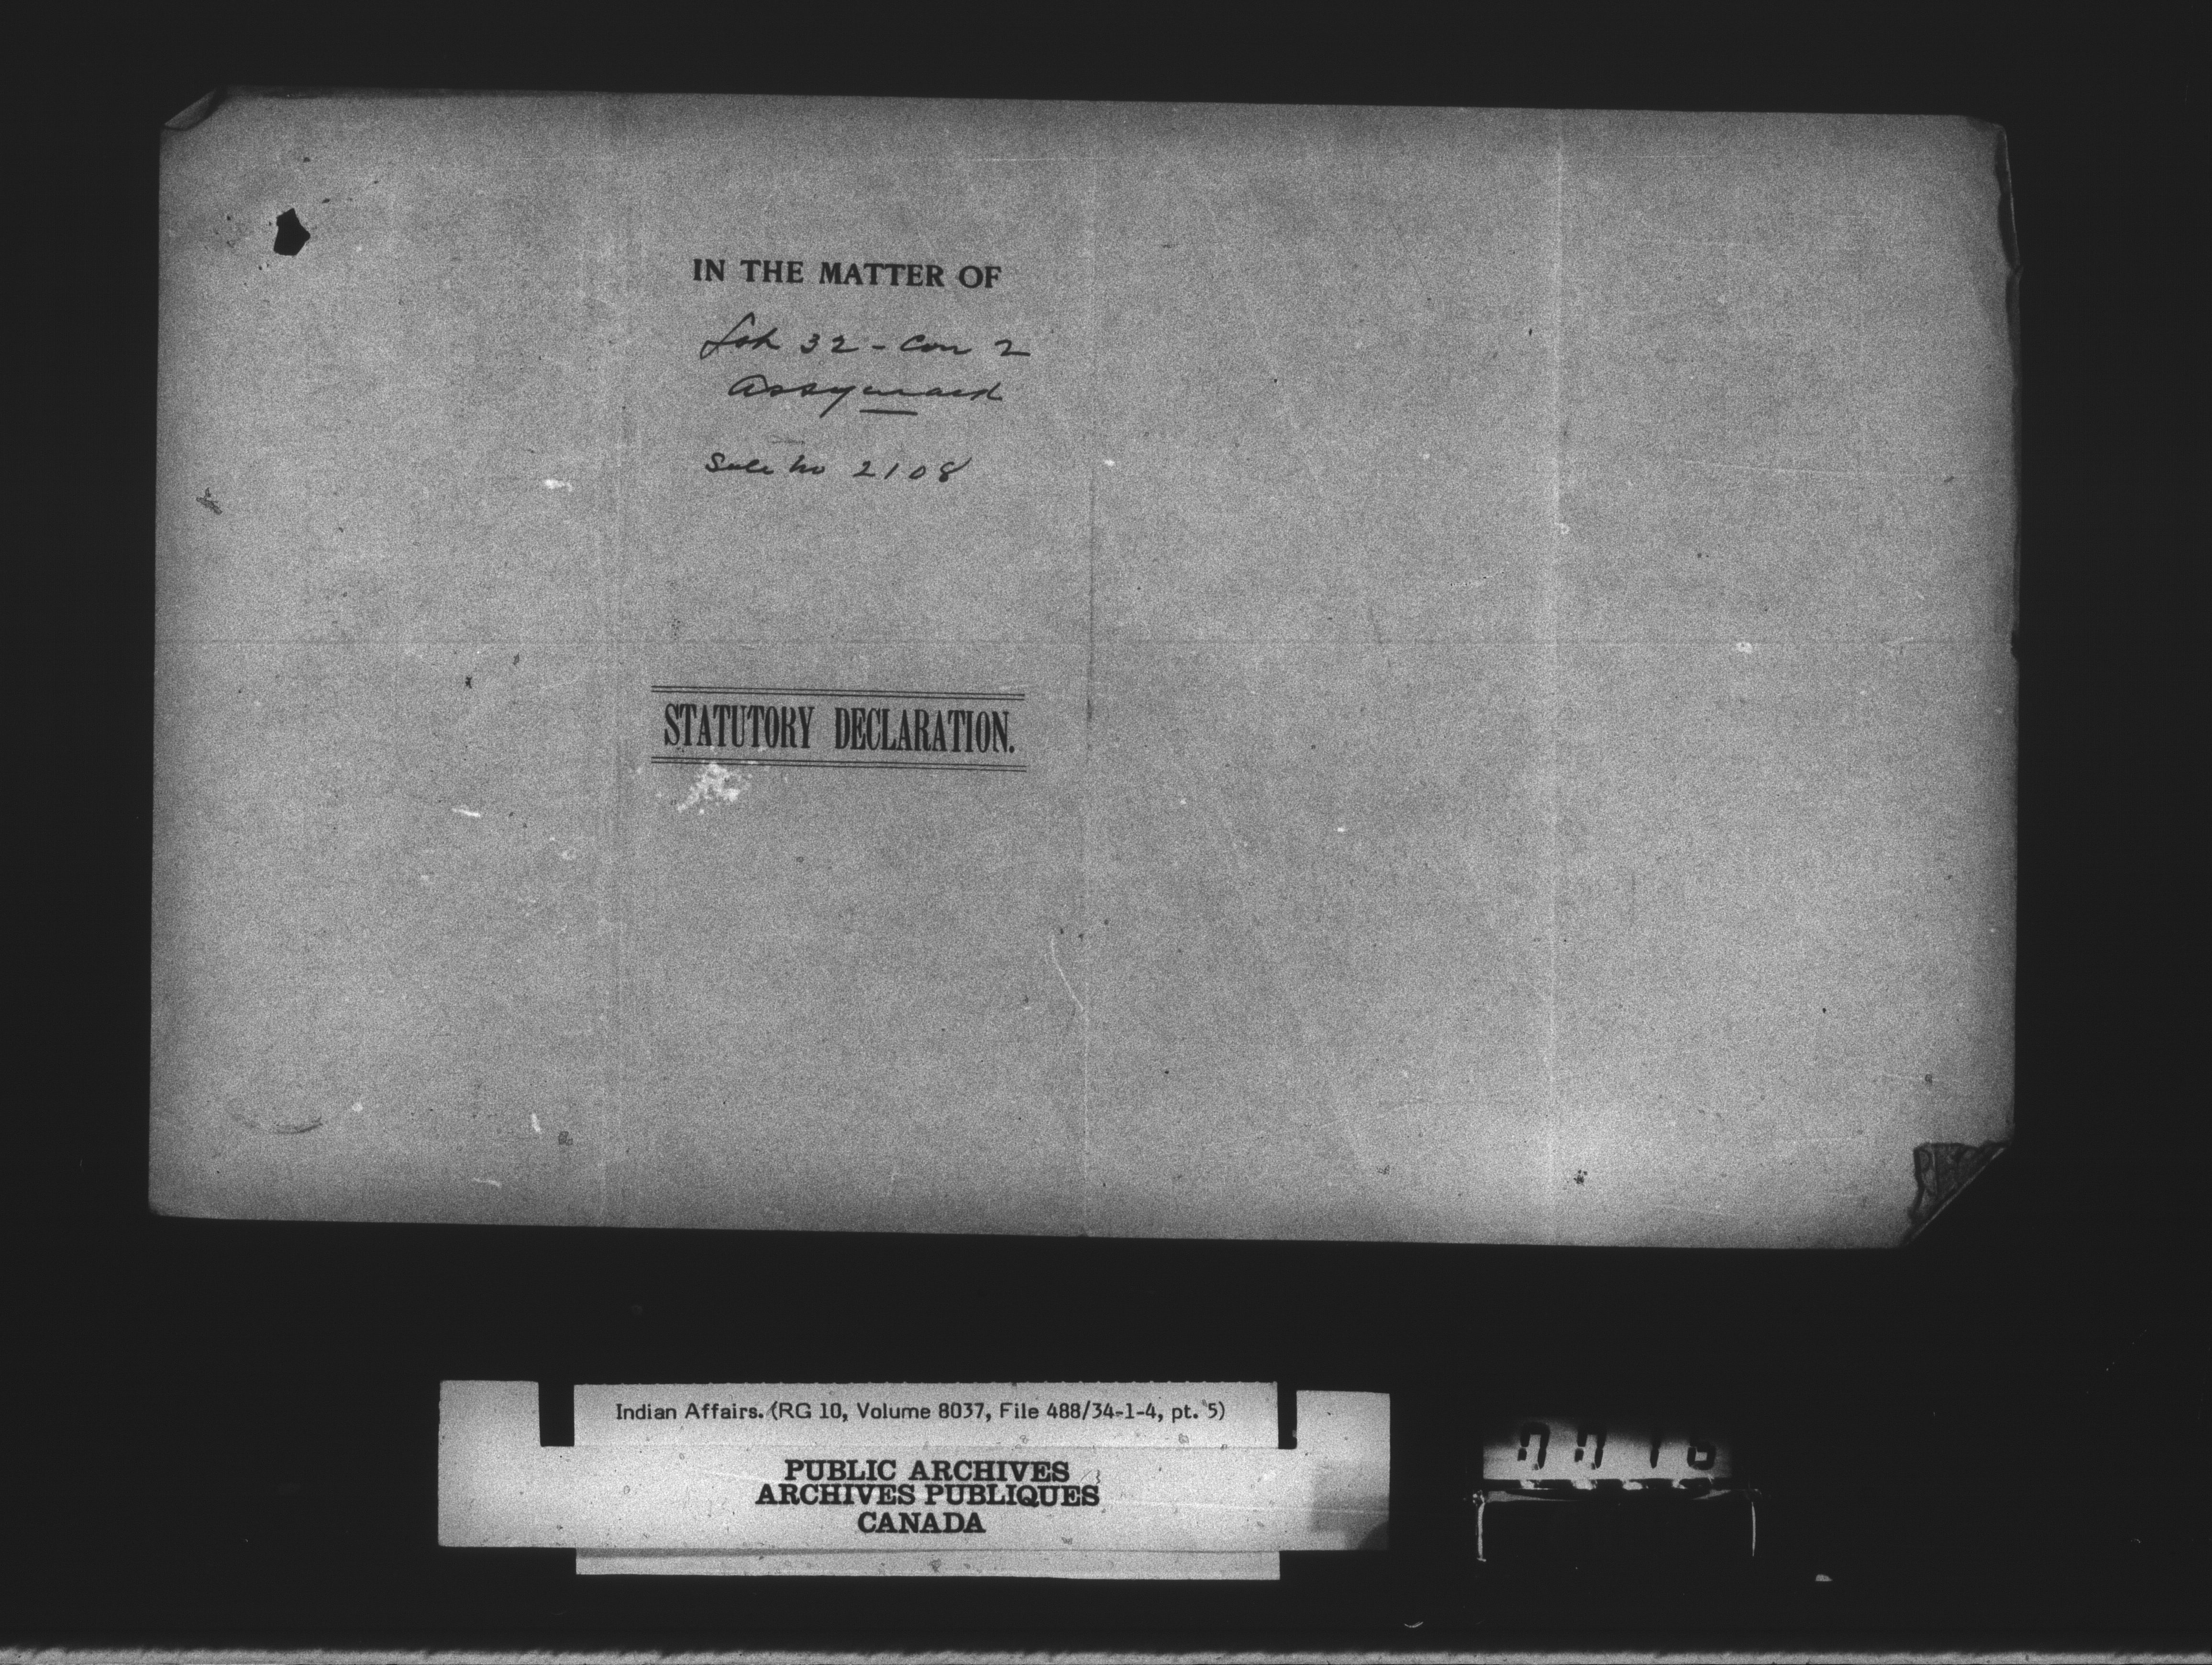 IN THE MATTER OF
Lot 32 - Con 2
Assyinack
Sale No 2108
STATUTORY DECLARATION.
Indian Affairs. (RG 10, Volume 8037, File 488/34-1-4, pt. 5)
PUBLIC ARCHIVES
ARCHIVES PUBLIQUES
CANADA